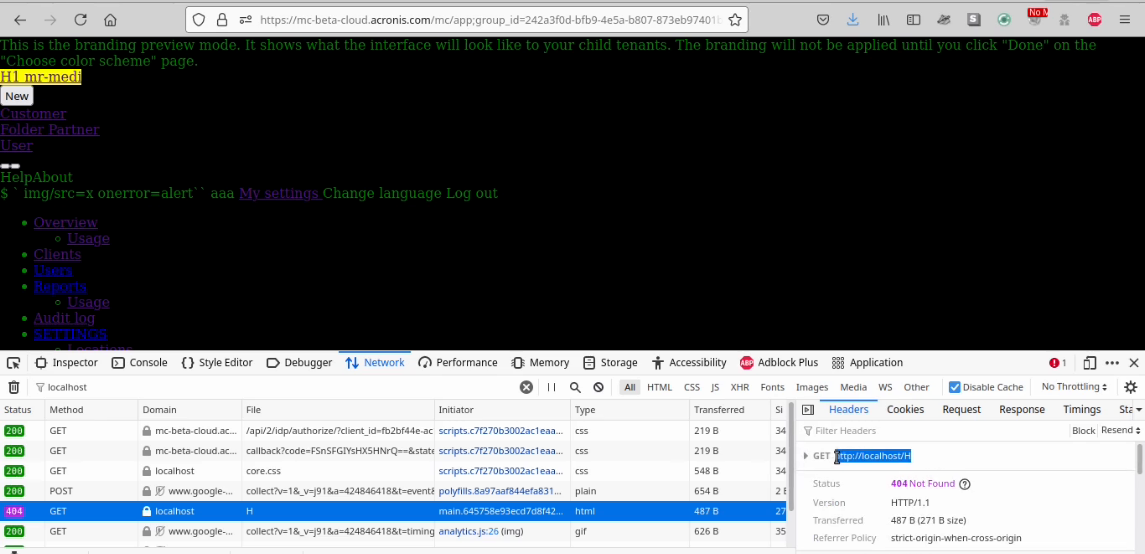 https://mc-beta-cloud.acronis.com/mc/app;group_id=242a3f0d-bfb9-4e5a-b807-873eb97401
No M
S
ABP
This is the branding preview mode. It shows what the interface will look like to your child tenants. The branding will not be applied until you click "Done" on the
"Choose color scheme" page.
H1 mr-medi
New
Customer
Folder Partner
User
HelpAbout
$ ` img/src=x onerror=alert`` aaa My settings Change language Log out
Overview
Usage
Clients
Users
Reports
Usage
Audit log
SETTINGS
Locations
Inspector Console Style Editor Debugger Network Performance Memory Storage Accessibility Adblock Plus Application 1
localhost All HTML CSS JS XHR Fonts Images Media WS Other Disable Cache No Throttling
Status Method Domain File Initiator Type Transferred Si Headers Cookies Request Response Timings Sta
Filter Headers Block Resend
200 GET mc-beta-cloud.ac... /api/2/idp/authorize/?client_id=fb2bf44e-ac scripts.c7f270b3002ac1eaa... css 219 B 34
200 GET mc-beta-cloud.ac... callback?code=FSnSFGIYsHX5HNrQ==&state scripts.c7f270b3002ac1eaa... css 219 B 34
200 GET localhost core.css scripts.c7f270b3002ac1eaa... css 548 B 34
200 POST www.google-... collect?v=1&_v=j91&a=424846418&t=event& polyfills.8a97aaf844efa831... plain 654 B 2
404 GET localhost H main.645758e93ecd7d8f42... html 487 B 27
200 GET www.google-... collect?v=1&_v=j91&a=424846418&t=timing analytics.js:26 (img) gif 626 B 35
GET http://localhost/H
Status 404 Not Found
Version HTTP/1.1
Transferred 487 B (271 B size)
Referrer Policy strict-origin-when-cross-origin